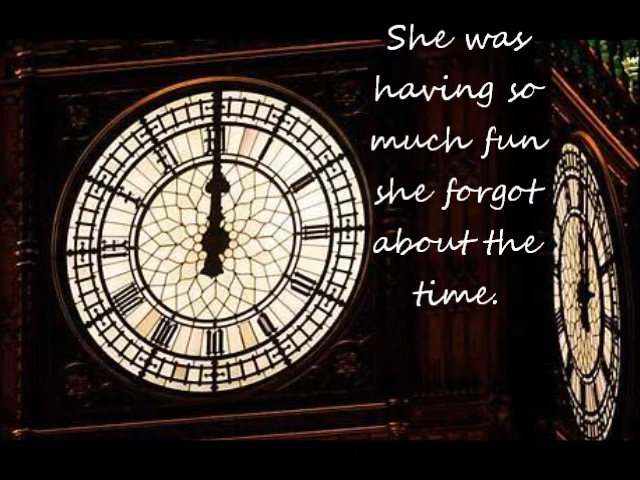 She was
having so
much fun
she forgot
about the
time.